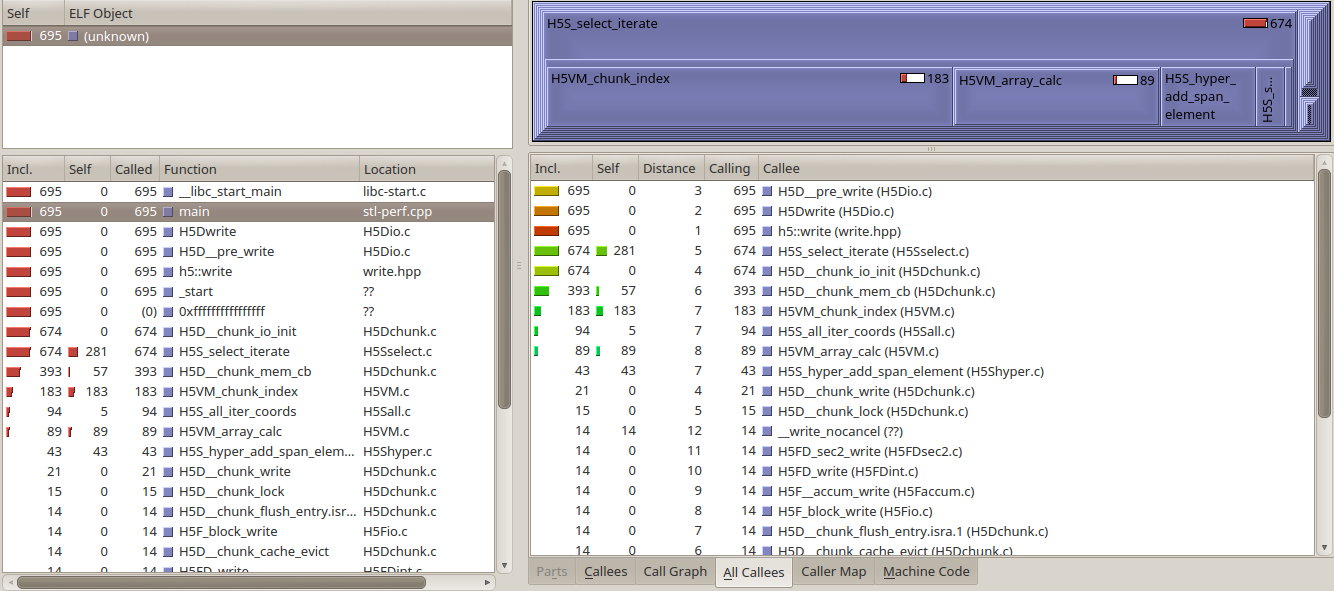 Self ELF Object
695 (unknown)
H5S_select_iterate 674
H5VM_chunk_index 183
H5VM_array_calc 89
H5S_hyper_
add_span_
element
H5S_s...
Incl. Self Called Function Location
695 0 695 __libc_start_main libc-start.c
695 0 695 main stl-perf.cpp
695 0 695 H5Dwrite H5Dio.c
695 0 695 H5D__pre_write H5Dio.c
695 0 695 h5::write write.hpp
695 0 695 _start ??
695 0 (0) 0xffffffffffffffff ??
674 0 674 H5D__chunk_io_init H5Dchunk.c
674 281 674 H5S_select_iterate H5Sselect.c
393 57 393 H5D__chunk_mem_cb H5Dchunk.c
183 183 183 H5VM_chunk_index H5VM.c
94 5 94 H5S_all_iter_coords H5Sall.c
89 89 89 H5VM_array_calc H5VM.c
43 43 43 H5S_hyper_add_span_elem... H5Shyper.c
21 0 21 H5D__chunk_write H5Dchunk.c
15 0 15 H5D__chunk_lock H5Dchunk.c
14 0 14 H5D__chunk_flush_entry.isr... H5Dchunk.c
14 0 14 H5F_block_write H5Fio.c
14 0 14 H5D__chunk_cache_evict H5Dchunk.c
14 0 14 H5FD_write H5FDint.c
Incl. Self Distance Calling Callee
695 0 3 695 H5D__pre_write (H5Dio.c)
695 0 2 695 H5Dwrite (H5Dio.c)
695 0 1 695 h5::write (write.hpp)
674 281 5 674 H5S_select_iterate (H5Sselect.c)
674 0 4 674 H5D__chunk_io_init (H5Dchunk.c)
393 57 6 393 H5D__chunk_mem_cb (H5Dchunk.c)
183 183 7 183 H5VM_chunk_index (H5VM.c)
94 5 7 94 H5S_all_iter_coords (H5Sall.c)
89 89 8 89 H5VM_array_calc (H5VM.c)
43 43 7 43 H5S_hyper_add_span_element (H5Shyper.c)
21 0 4 21 H5D__chunk_write (H5Dchunk.c)
15 0 5 15 H5D__chunk_lock (H5Dchunk.c)
14 14 12 14 __write_nocancel (??)
14 0 11 14 H5FD_sec2_write (H5FDsec2.c)
14 0 10 14 H5FD_write (H5FDint.c)
14 0 9 14 H5F__accum_write (H5Faccum.c)
14 0 8 14 H5F_block_write (H5Fio.c)
14 0 7 14 H5D__chunk_flush_entry.isra.1 (H5Dchunk.c)
14 0 6 14 H5D__chunk_cache_evict (H5Dchunk.c)
Parts Callees Call Graph All Callees Caller Map Machine Code